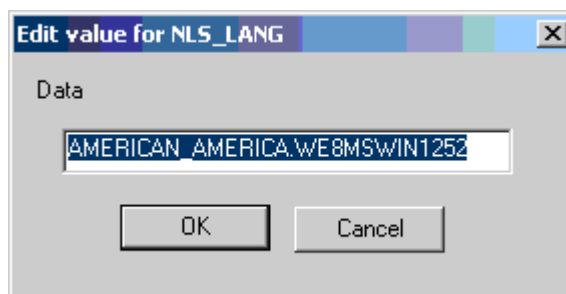 Edit value for NLS_LANG
Data
AMERICAN_AMERICA.WE8MSWIN1252
OK Cancel